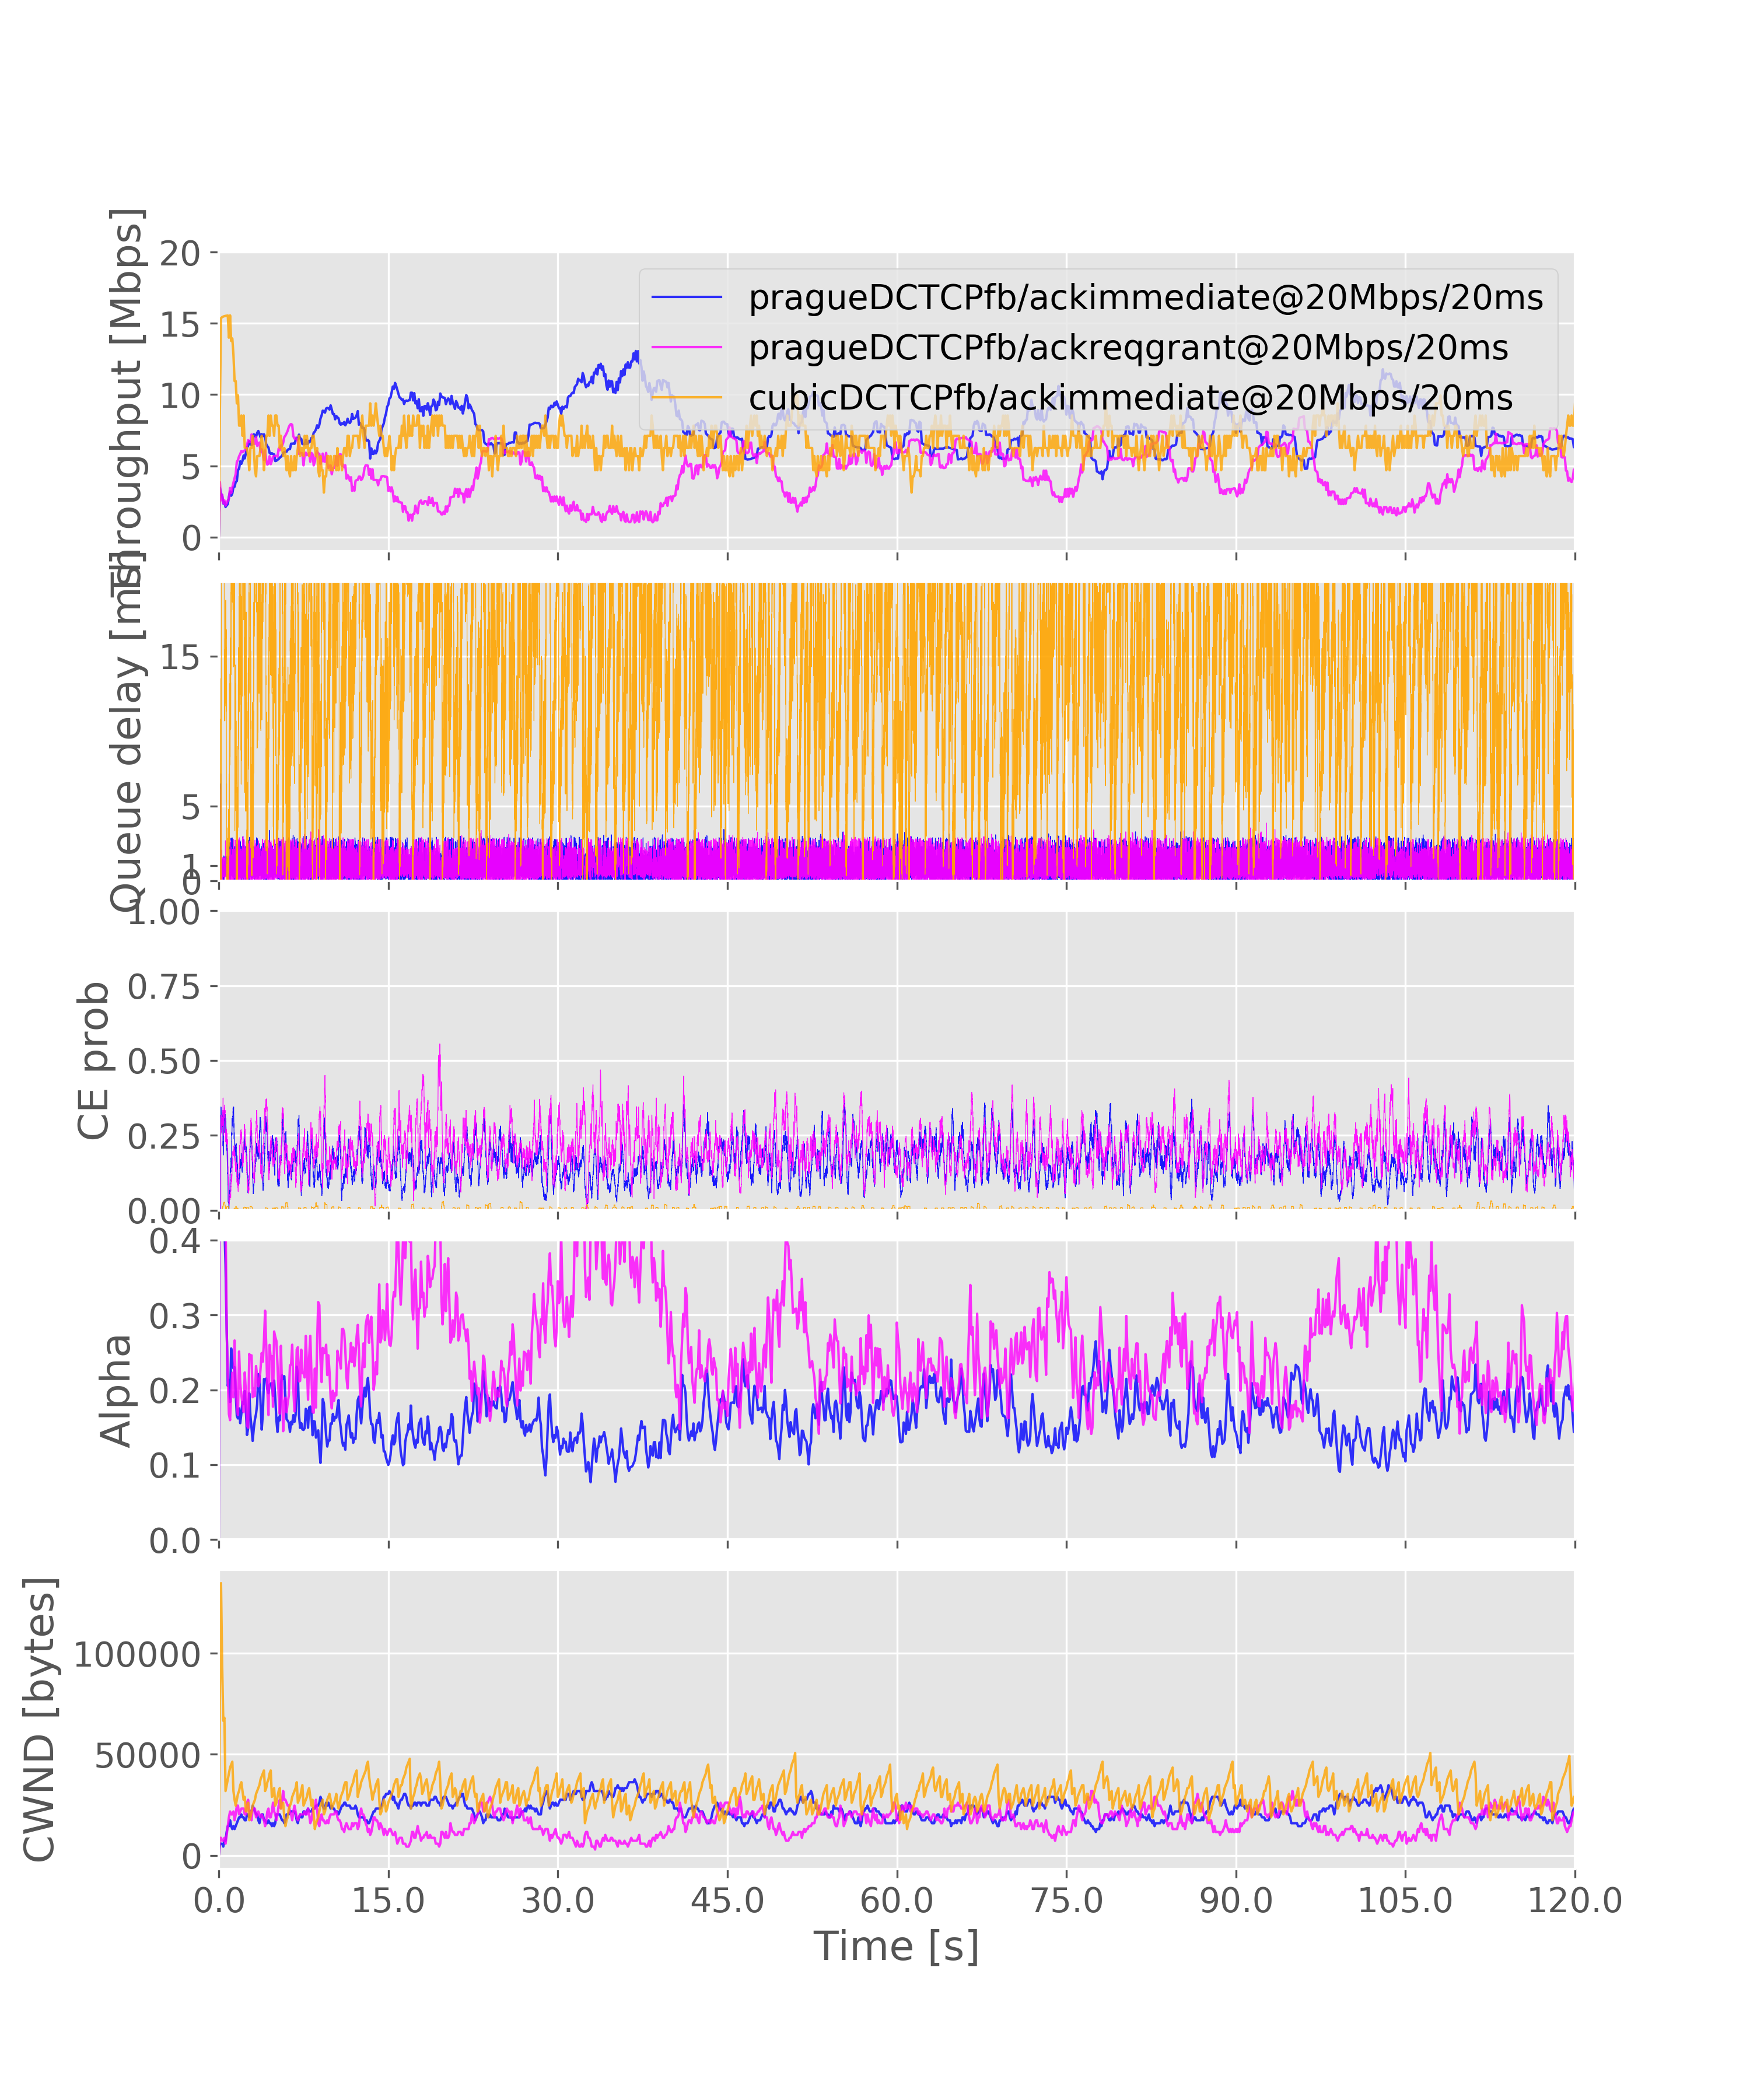 Throughput [Mbps]
20
15
10
5
0
pragueDCTCPfb/ackimmediate@20Mbps/20ms
pragueDCTCPfb/ackreqgrant@20Mbps/20ms
cubicDCTCPfb/ackimmediate@20Mbps/20ms
Queue delay [ms]
15
5
1
0
CE prob
1.00
0.75
0.50
0.25
0.00
Alpha
0.4
0.3
0.2
0.1
0.0
CWND [bytes]
100000
50000
0
0.0 15.0 30.0 45.0 60.0 75.0 90.0 105.0 120.0
Time [s]